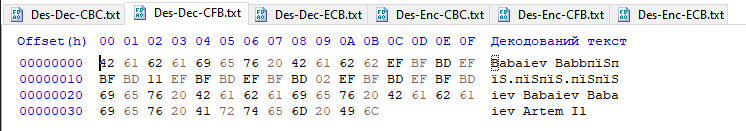 Des-Dec-CBC.txt Des-Dec-CFB.txt Des-Dec-ECB.txt Des-Enc-CBC.txt Des-Enc-CFB.txt Des-Enc-ECB.txt
Offset(h) 00 01 02 03 04 05 06 07 08 09 0A 0B 0C 0D 0E 0F Декодований текст
00000000 42 61 62 61 69 65 76 20 42 61 62 62 EF BF BD EF Babaiev BabbпїЅп
00000010 BF BD 11 EF BF BD EF BF BD 02 EF BF BD EF BF BD їЅ.пїЅпїЅ.пїЅпїЅ
00000020 69 65 76 20 42 61 62 61 69 65 76 20 42 61 62 61 iev Babaiev Baba
00000030 69 65 76 20 41 72 74 65 6D 20 49 6C iev Artem Il